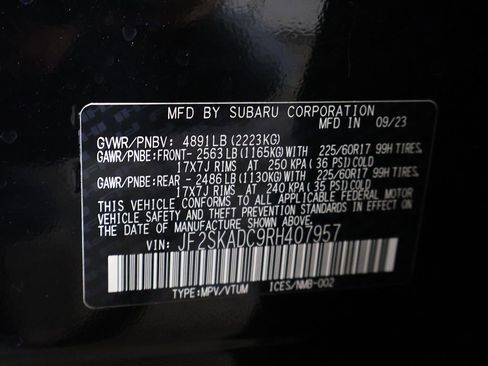 MFD BY SUBARU CORPORATION
MFD IN 09/23
GVWR/PNBV: 4891LB(2223KG)
GAWR/PNBE:FRONT-2563LB(1165KG)WITH 225/60R17 99H TIRES,
17X7J RIMS AT 250 KPA(36 PSI)COLD
GAWR/PNBE:REAR -2486LB(1130KG)WITH 225/60R17 99H TIRES,
17X7J RIMS AT 240 KPA(35 PSI)COLD
THIS VEHICLE CONFORMS TO ALL APPLICABLE FEDERAL MOTOR
VEHICLE SAFETY AND THEFT PREVENTION STANDARDS IN EFFECT ON
THE DATE OF MANUFACTURE SHOWN ABOVE.
VIN: JF2SKADC9RH407957
TYPE:MPV/VTUM ICES/NMB-002